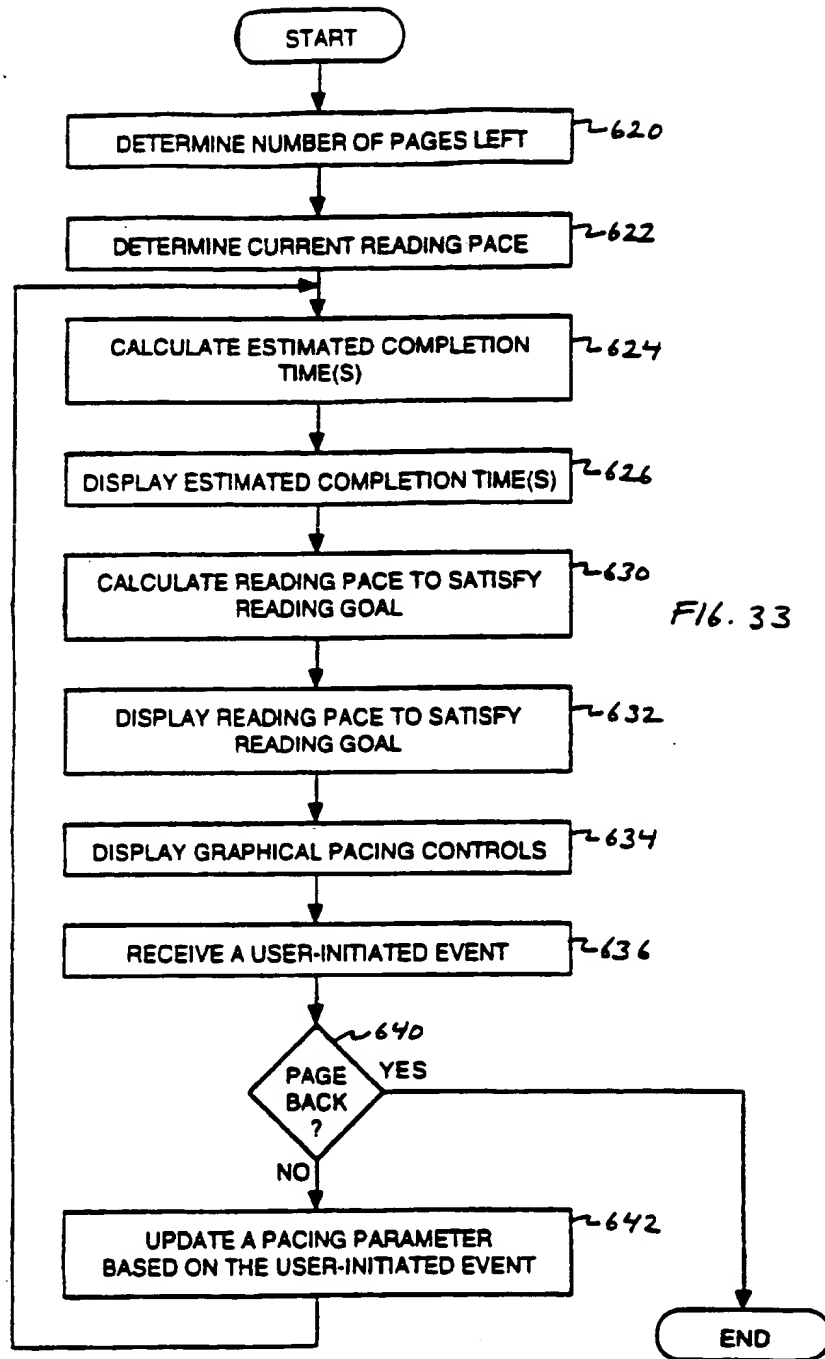 START
DETERMINE NUMBER OF PAGES LEFT
620
DETERMINE CURRENT READING PACE
622
CALCULATE ESTIMATED COMPLETION
TIME(S)
624
DISPLAY ESTIMATED COMPLETION TIME(S)
626
CALCULATE READING PACE TO SATISFY
READING GOAL
630
FIG. 33
DISPLAY READING PACE TO SATISFY
READING GOAL
632
DISPLAY GRAPHICAL PACING CONTROLS
634
RECEIVE A USER-INITIATED EVENT
636
640
PAGE
BACK
?
YES
NO
UPDATE A PACING PARAMETER
BASED ON THE USER-INITIATED EVENT
642
END